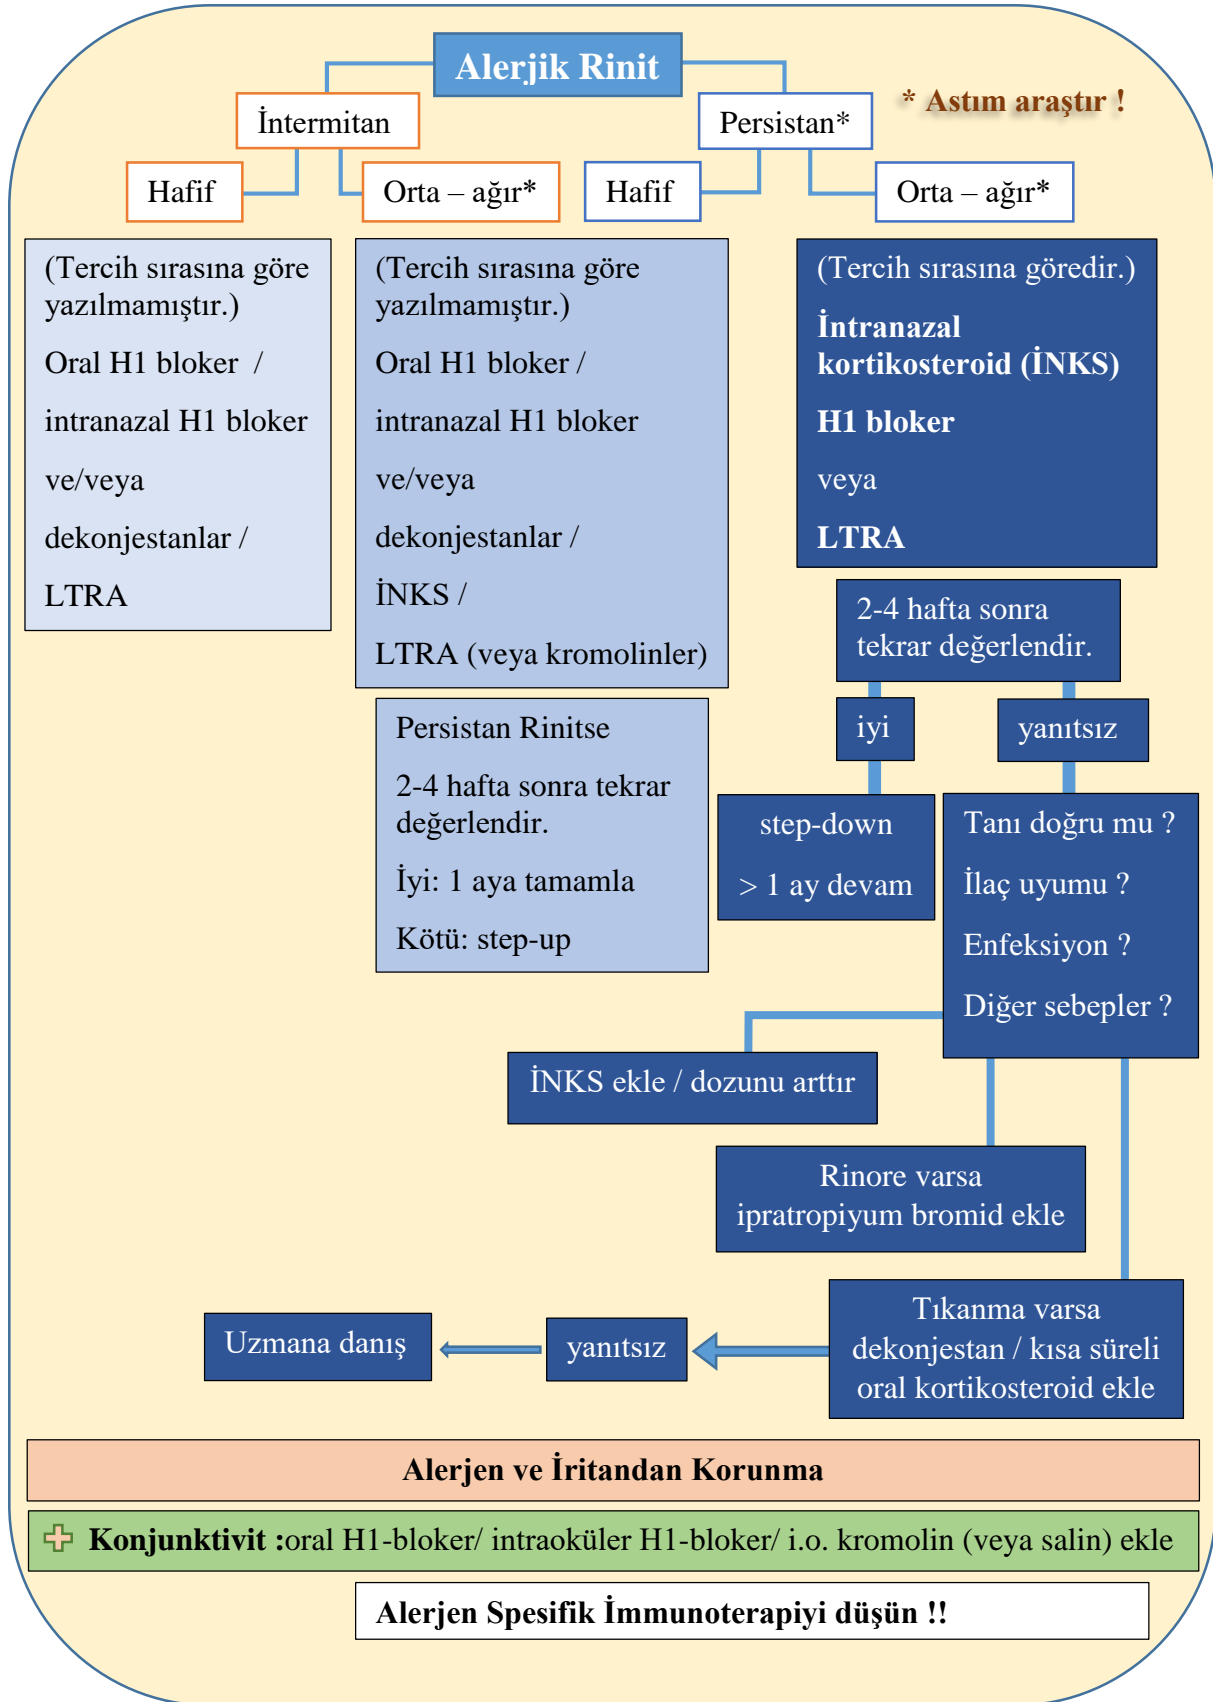 Alerjik Rinit
* Astım araştır !
İntermitan
Persistan*
Hafif
Orta – ağır*
Hafif
Orta – ağır*
(Tercih sırasına göre
yazılmamıştır.)
Oral H1 bloker /
intranazal H1 bloker
ve/veya
dekonjestanlar /
LTRA
(Tercih sırasına göre
yazılmamıştır.)
Oral H1 bloker /
intranazal H1 bloker
ve/veya
dekonjestanlar /
İNKS /
LTRA (veya kromolinler)
Persistan Rinitse
2-4 hafta sonra tekrar
değerlendir.
İyi: 1 aya tamamla
Kötü: step-up
(Tercih sırasına göredir.)
İntranazal
kortikosteroid (İNKS)
H1 bloker
veya
LTRA
2-4 hafta sonra
tekrar değerlendir.
iyi
yanıtsız
step-down
> 1 ay devam
Tanı doğru mu ?
İlaç uyumu ?
Enfeksiyon ?
Diğer sebepler ?
İNKS ekle / dozunu arttır
Rinore varsa
ipratropiyum bromid ekle
Tıkanma varsa
dekonjestan / kısa süreli
oral kortikosteroid ekle
yanıtsız
Uzmana danış
Alerjen ve İritandan Korunma
Konjunktivit :oral H1-bloker/ intraoküler H1-bloker/ i.o. kromolin (veya salin) ekle
Alerjen Spesifik İmmunoterapiyi düşün !!